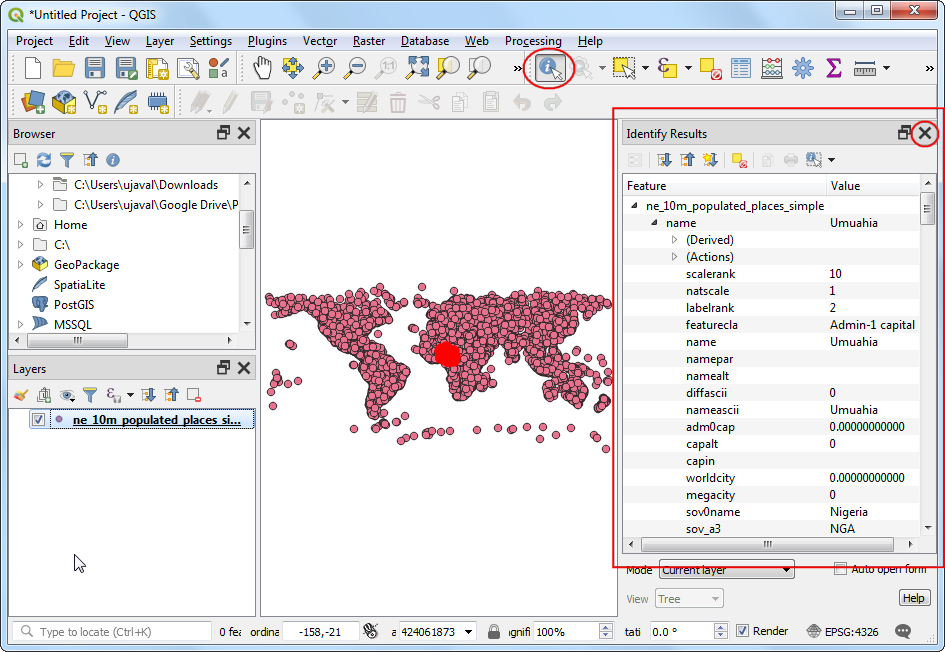 *Untitled Project - QGIS
Project Edit View Layer Settings Plugins Vector Raster Database Web Processing Help
Browser
C:\Users\ujaval\Downloads
C:\Users\ujaval\Google Drive\P
Home
C:\
GeoPackage
SpatiaLite
PostGIS
MSSQL
Layers
ne_10m_populated_places_si...
Identify Results
Feature Value
ne_10m_populated_places_simple
name Umuahia
(Derived)
(Actions)
scalerank 10
natscale 1
labelrank 2
featurecla Admin-1 capital
name Umuahia
namepar
namealt
diffascii 0
nameascii Umuahia
adm0cap 0.00000000000
capalt 0
capin
worldcity 0.00000000000
megacity 0
sov0name Nigeria
sov_a3 NGA
Mode Current layer Auto open form
View Tree Help
Type to locate (Ctrl+K) 0 fea ordina -158,-21 a 424061873 agnifi 100% tati 0.0 ° Render EPSG:4326